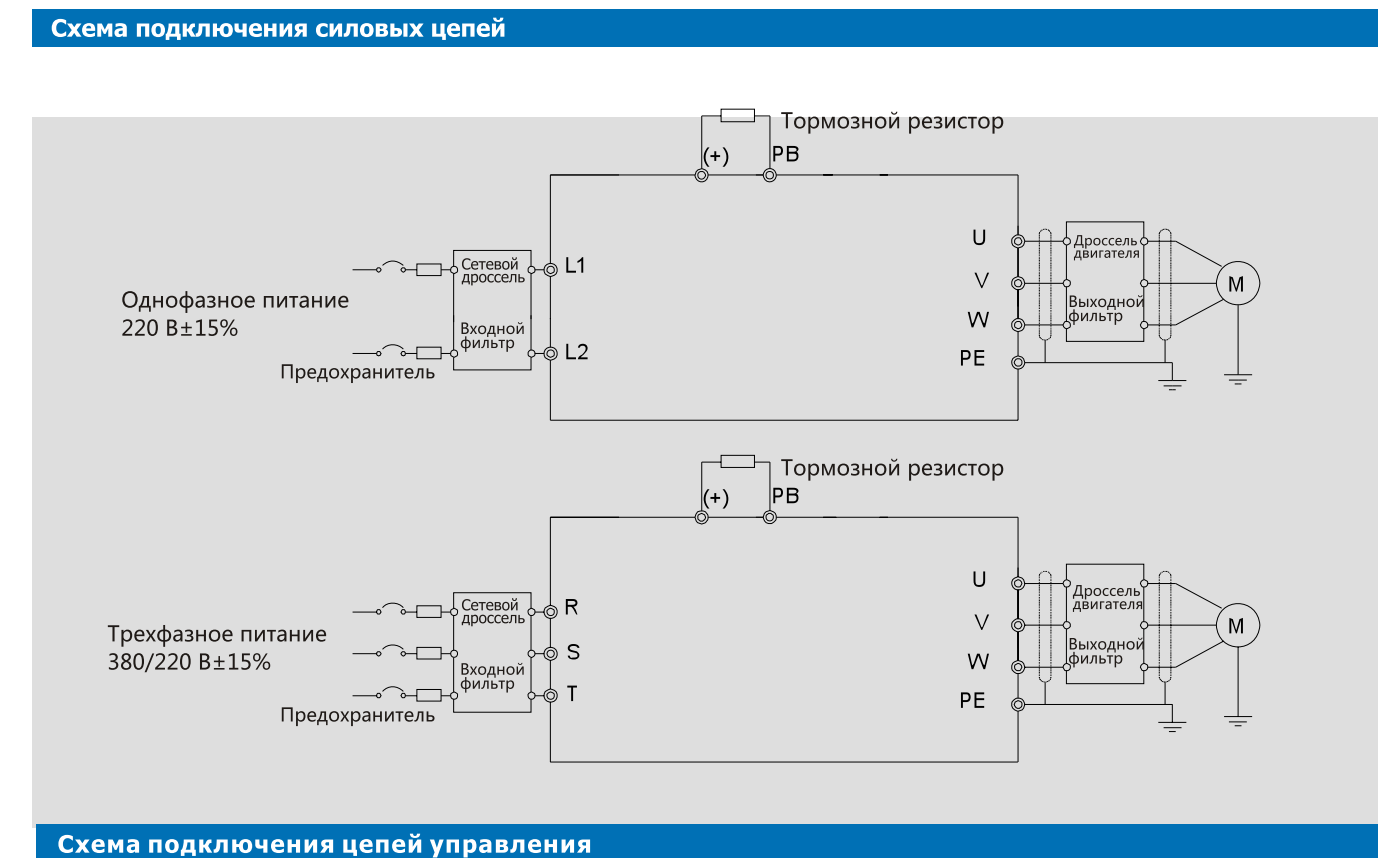 Схема подключения силовых цепей
Тормозной резистор
(+)
PB
U
Дроссель
двигателя
Сетевой
дроссель
L1
V
M
Однофазное питание
220 В±15%
Выходной
фильтр
W
Входной
фильтр
L2
PE
Предохранитель
Тормозной резистор
(+)
PB
U
Дроссель
двигателя
Сетевой
дроссель
R
V
M
Трехфазное питание
380/220 В±15%
S
Выходной
фильтр
W
Входной
фильтр
T
PE
Предохранитель
Схема подключения цепей управления